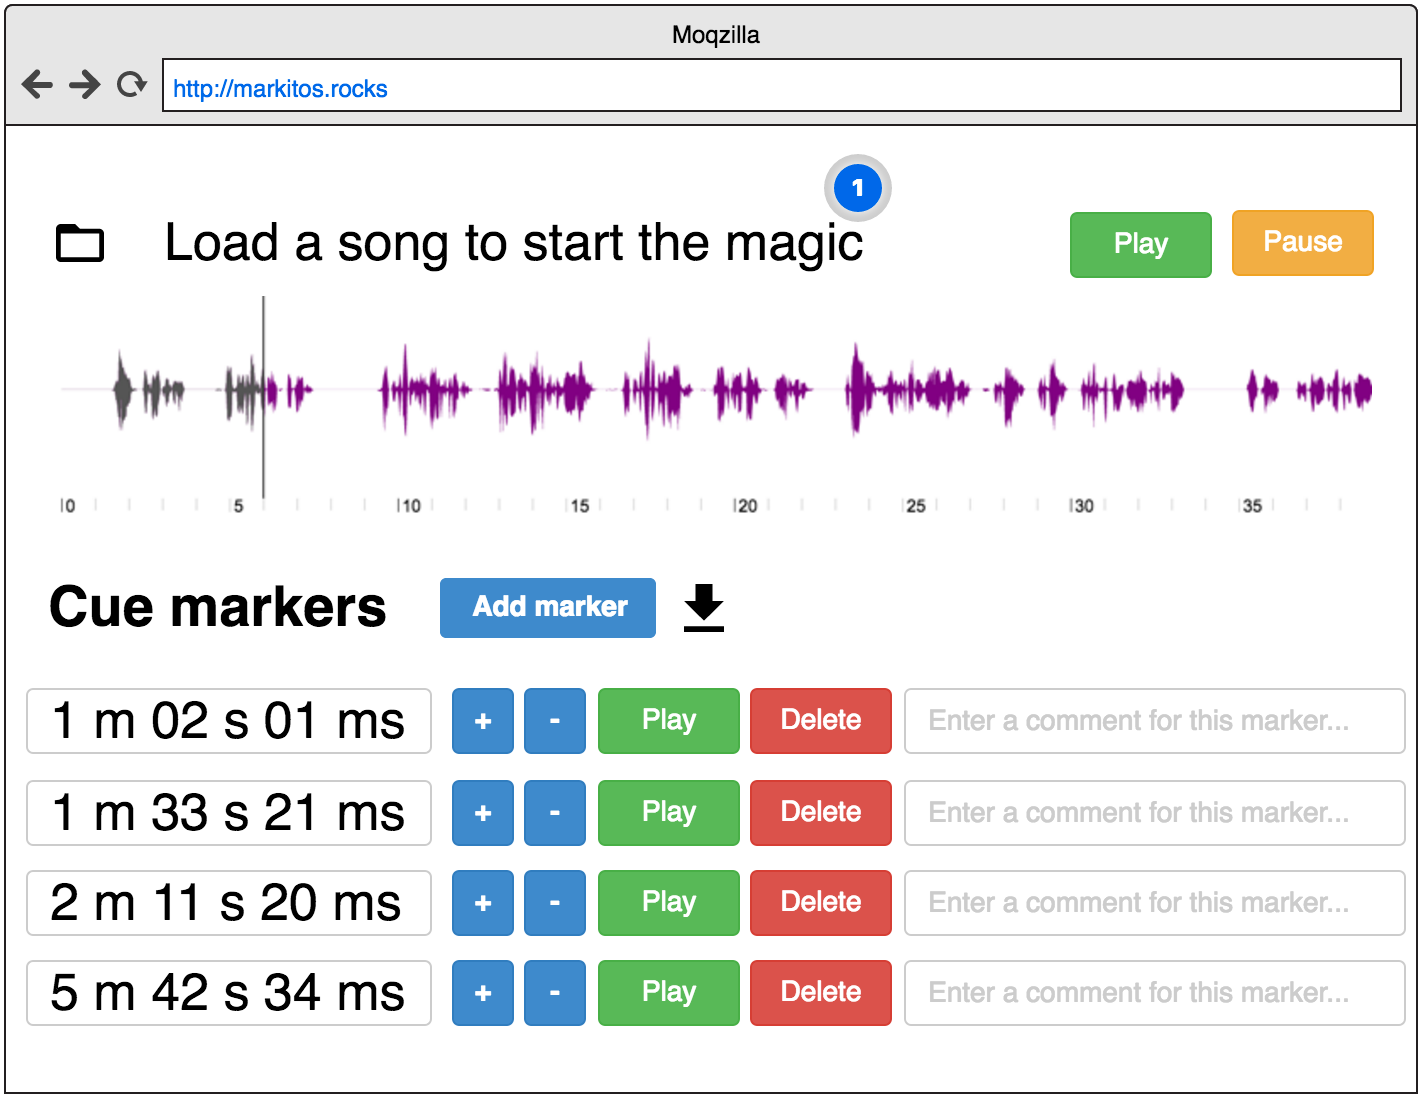 Moqzilla
http://markitos.rocks
1
Load a song to start the magic
Play Pause
0 5 10 15 20 25 30 35
Cue markers Add marker
1 m 02 s 01 ms + - Play Delete Enter a comment for this marker...
1 m 33 s 21 ms + - Play Delete Enter a comment for this marker...
2 m 11 s 20 ms + - Play Delete Enter a comment for this marker...
5 m 42 s 34 ms + - Play Delete Enter a comment for this marker...